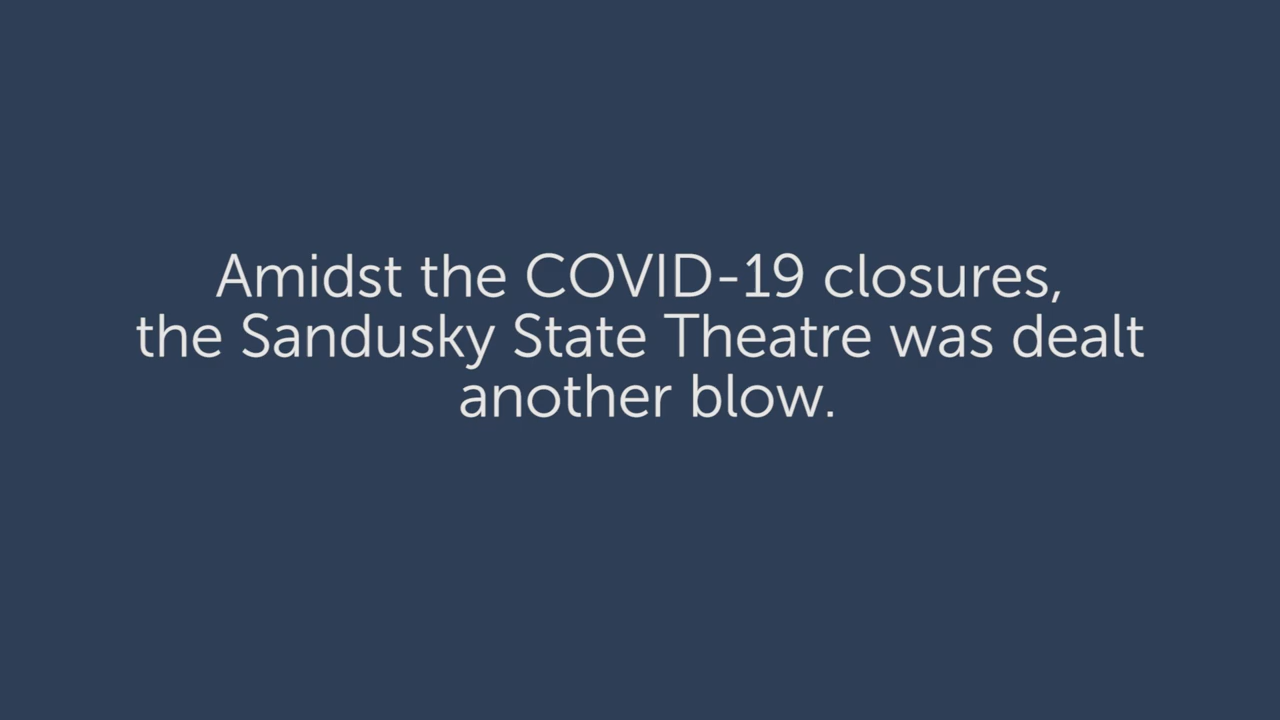 Amidst the COVID-19 closures,
the Sandusky State Theatre was dealt
another blow.